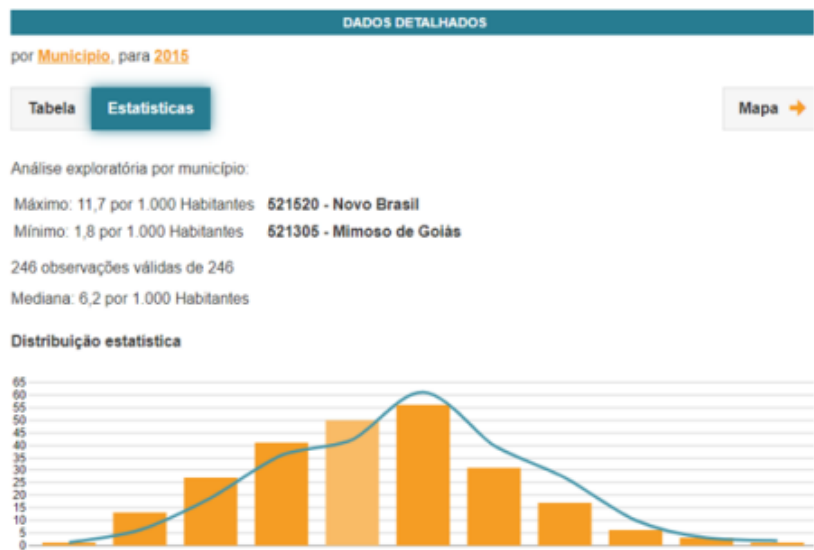 DADOS DETALHADOS
por Município, para 2015
Tabela Estatísticas Mapa
Análise exploratória por município:
Máximo: 11,7 por 1.000 Habitantes 521520 - Novo Brasil
Mínimo: 1,8 por 1.000 Habitantes 521305 - Mimoso de Goiás
246 observações válidas de 246
Mediana: 6,2 por 1.000 Habitantes
Distribuição estatística
65
60
55
50
45
40
35
30
25
20
15
10
5
0